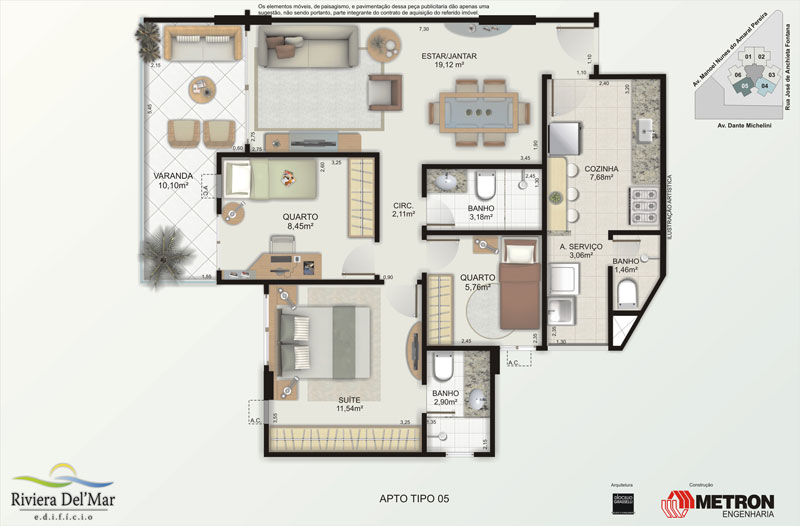 Os elementos móveis, de paisagismo, e pavimentação dessa peça publicitária dão apenas uma
sugestão, não sendo portanto, parte integrante do contrato de aquisição do referido imóvel
7,30
ESTAR/JANTAR
19,12 m²
1,10
1,10
2,15
5,45
0,60
2,75
2,75
3,45
1,90
2,40
3,20
VARANDA
10,10m²
D.A
3,25
2,60
QUARTO
8,45m²
CIRC.
2,11m²
2,45
1,30
BANHO
3,18m²
COZINHA
7,68m²
ILUSTRAÇÃO ARTÍSTICA
1,55
0,90
QUARTO
5,76m²
A. SERVIÇO
3,06m²
BANHO
1,46m²
2,45
2,35
2,35
1,30
A.C.
SUÍTE
11,54m²
BANHO
2,90m²
3,55
A.C.
3,25
1,35
2,15
Av. Manoel Nunes do Amaral Pereira
Rua José de Anchieta Fontana
Av. Dante Michelini
01 02
06 03
05 04
Riviera Del'Mar
edifício
APTO TIPO 05
Arquitetura
Construção
METRON
ENGENHARIA